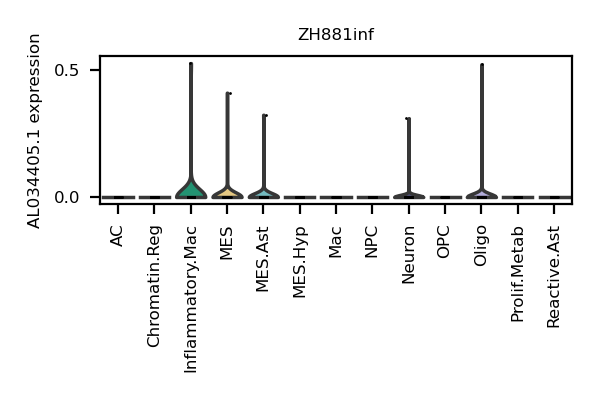 ZH881inf
AL034405.1 expression
0.5
0.0
AC
Chromatin.Reg
Inflammatory.Mac
MES
MES.Ast
MES.Hyp
Mac
NPC
Neuron
OPC
Oligo
Prolif.Metab
Reactive.Ast